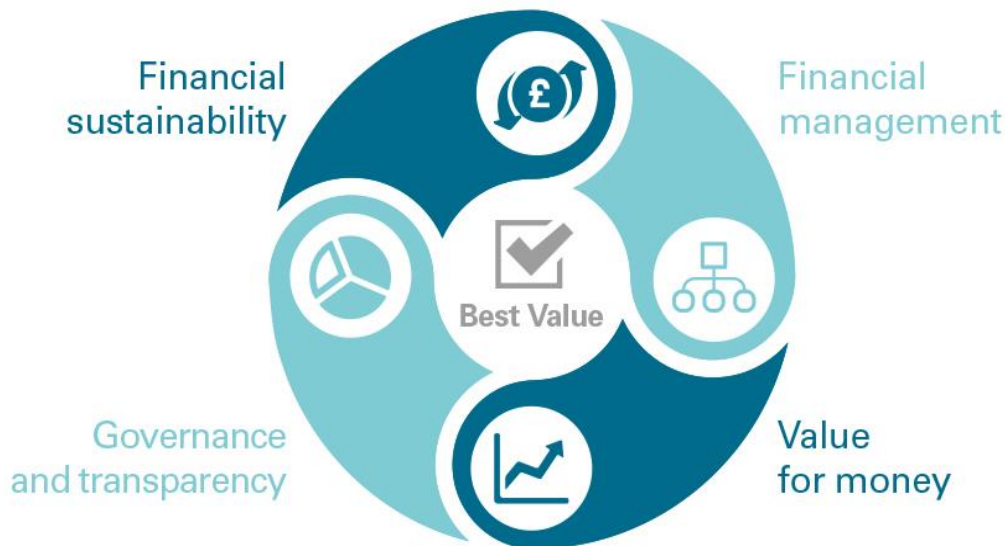 Financial
sustainability
Financial
management
£
Best Value
Governance
and transparency
Value
for money